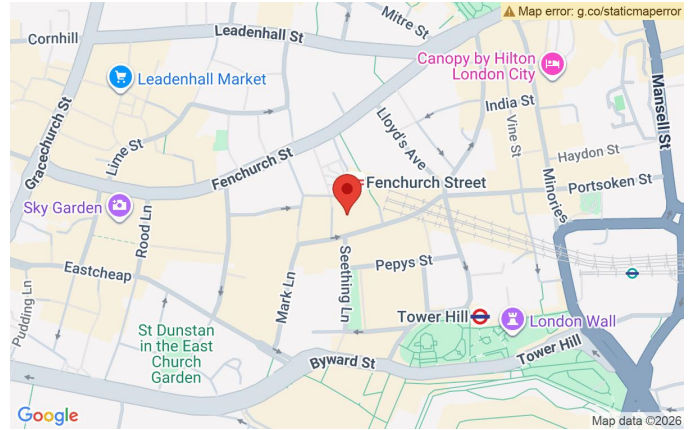 Map error: g.co/staticmaperror
Mitre St
Cornhill
Leadenhall St
Canopy by Hilton
London City
Leadenhall Market
Mansell St
India St
Gracechurch St
Lime St
Lloyd's Ave
Vine St
Haydon St
Fenchurch St
Fenchurch Street
Portsoken St
Minories
Sky Garden
Rood Ln
Seething Ln
Pepys St
Eastcheap
Mark Ln
Pudding Ln
Tower Hill
London Wall
St Dunstan
in the East
Church
Garden
Byward St
Tower Hill
Google
Map data ©2026